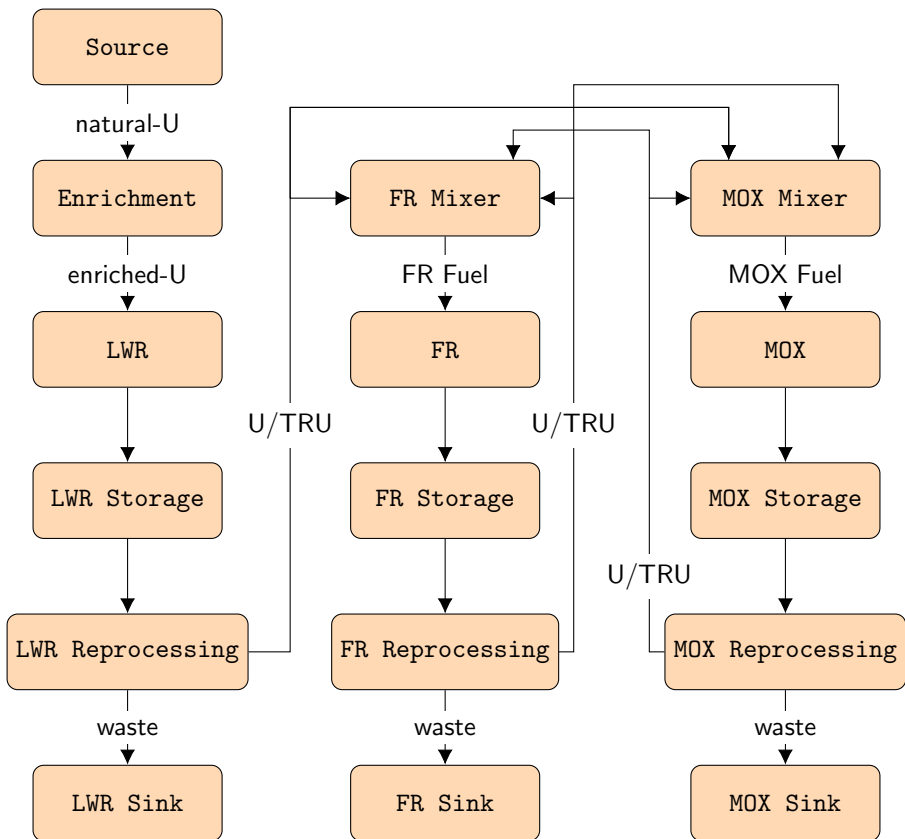 Source
natural-U
Enrichment
FR Mixer
MOX Mixer
enriched-U
FR Fuel
MOX Fuel
LWR
FR
MOX
U/TRU
U/TRU
LWR Storage
FR Storage
MOX Storage
U/TRU
LWR Reprocessing
FR Reprocessing
MOX Reprocessing
waste
waste
waste
LWR Sink
FR Sink
MOX Sink